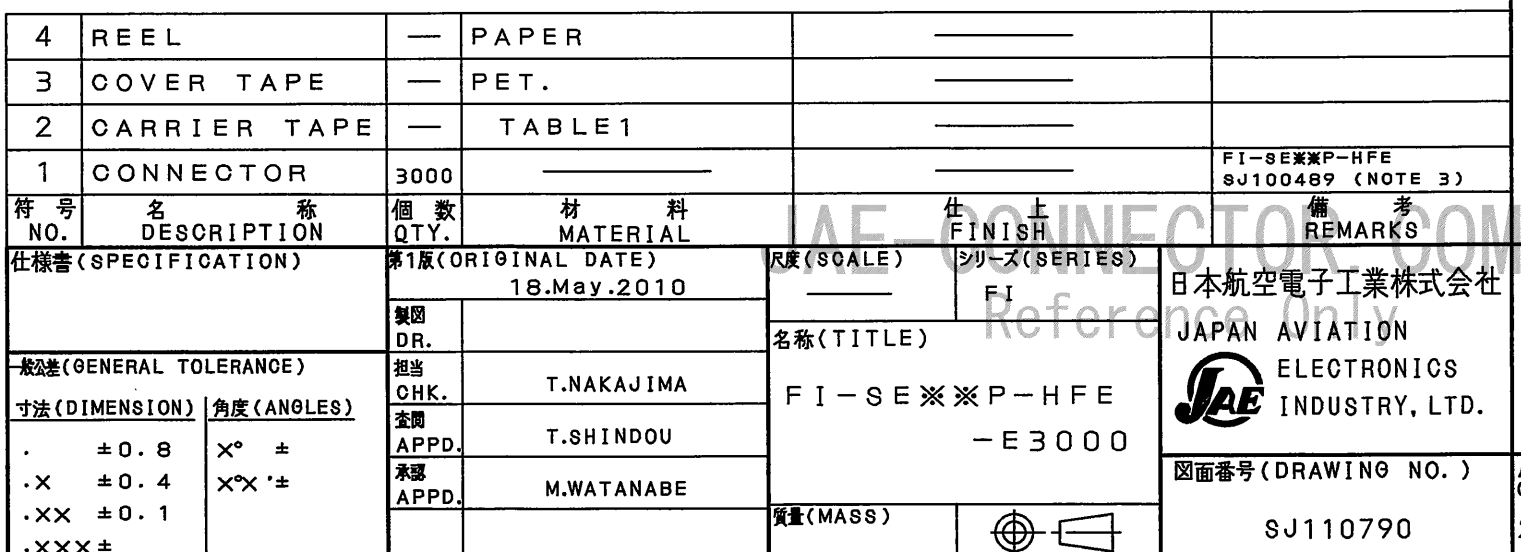 4 REEL — PAPER
3 COVER TAPE — PET.
2 CARRIER TAPE — TABLE1
1 CONNECTOR 3000 FI-SE※※P-HFE
SJ100489 (NOTE 3)
符号 名称 個数 材料 仕上 備考
NO. DESCRIPTION QTY. MATERIAL FINISH REMARKS
JAE-CONNECTOR.COM
Reference Only
仕様書(SPECIFICATION)
第1版(ORIGINAL DATE)
18.May.2010
尺度(SCALE)
シリーズ(SERIES)
FI
日本航空電子工業株式会社
JAPAN AVIATION
ELECTRONICS
INDUSTRY, LTD.
JAE
製図
DR.
担当
CHK. T.NAKAJIMA
査閲
APPD. T.SHINDOU
承認
APPD. M.WATANABE
名称(TITLE)
FI-SE※※P-HFE
-E3000
一般公差(GENERAL TOLERANCE)
寸法(DIMENSION) 角度(ANGLES)
. ±0.8 X° ±
.X ±0.4 X°X'±
.XX ±0.1
.XXX±
質量(MASS)
図面番号(DRAWING NO.)
SJ110790